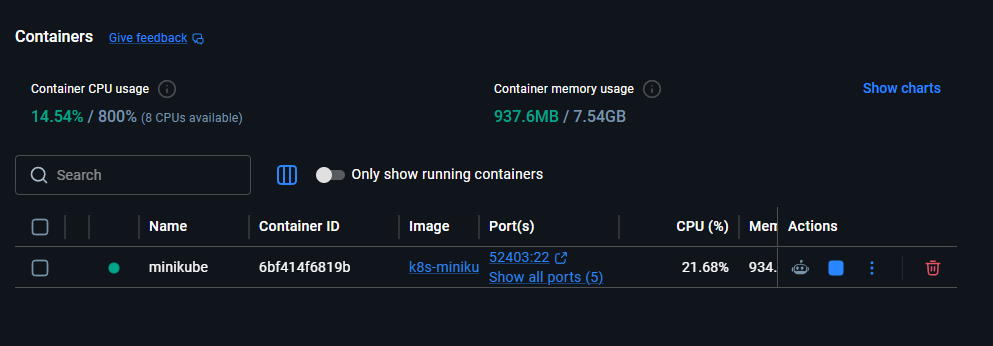 Containers Give feedback
Container CPU usage
14.54% / 800% (8 CPUs available)
Container memory usage
937.6MB / 7.54GB
Show charts
Search
Only show running containers
Name Container ID Image Port(s) CPU (%) Mem Actions
minikube 6bf414f6819b k8s-miniku 52403:22 21.68% 934.
Show all ports (5)